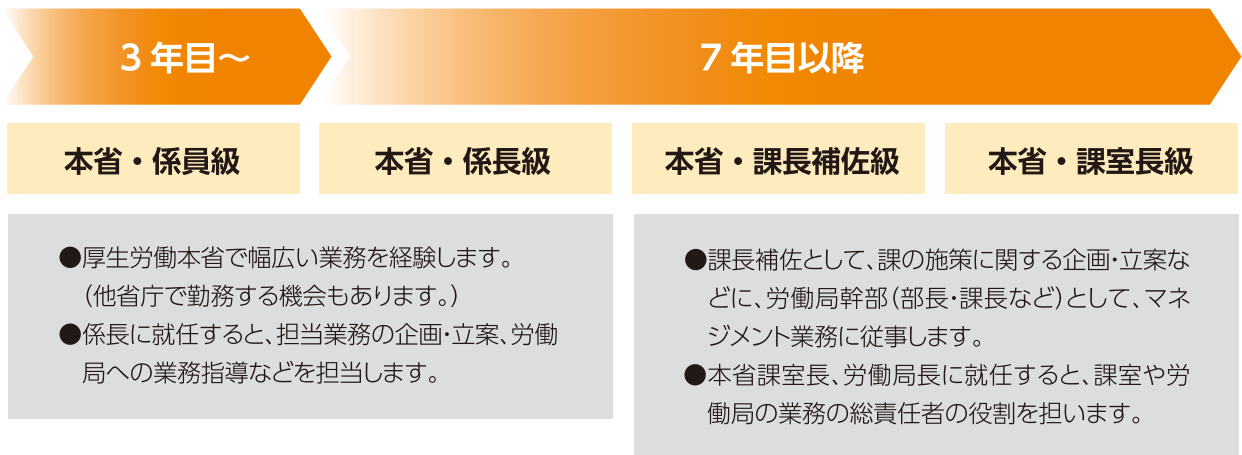 3年目～
7年目以降
本省・係員級
本省・係長級
本省・課長補佐級
本省・課室長級
●厚生労働本省で幅広い業務を経験します。
（他省庁で勤務する機会もあります。）
●係長に就任すると、担当業務の企画・立案、労働
局への業務指導などを担当します。
●課長補佐として、課の施策に関する企画・立案な
どに、労働局幹部（部長・課長など）として、マネ
ジメント業務に従事します。
●本省課室長、労働局長に就任すると、課室や労
働局の業務の総責任者の役割を担います。